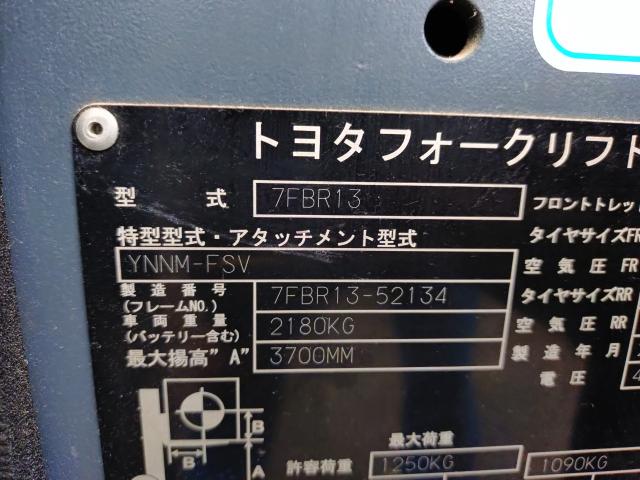 トヨタフォークリフト
型式 7FBR13 フロントトレッ
特型型式・アタッチメント型式 タイヤサイズFR
YNNM-FSV 空気圧 FR
製造番号 (フレームNO.) 7FBR13-52134 タイヤサイズRR
車両重量 (バッテリー含む) 2180KG 空気圧 RR
最大揚高"A" 3700MM 製造年月
電圧 4
B
B
A
最大荷重
許容荷重 1250KG 1090KG